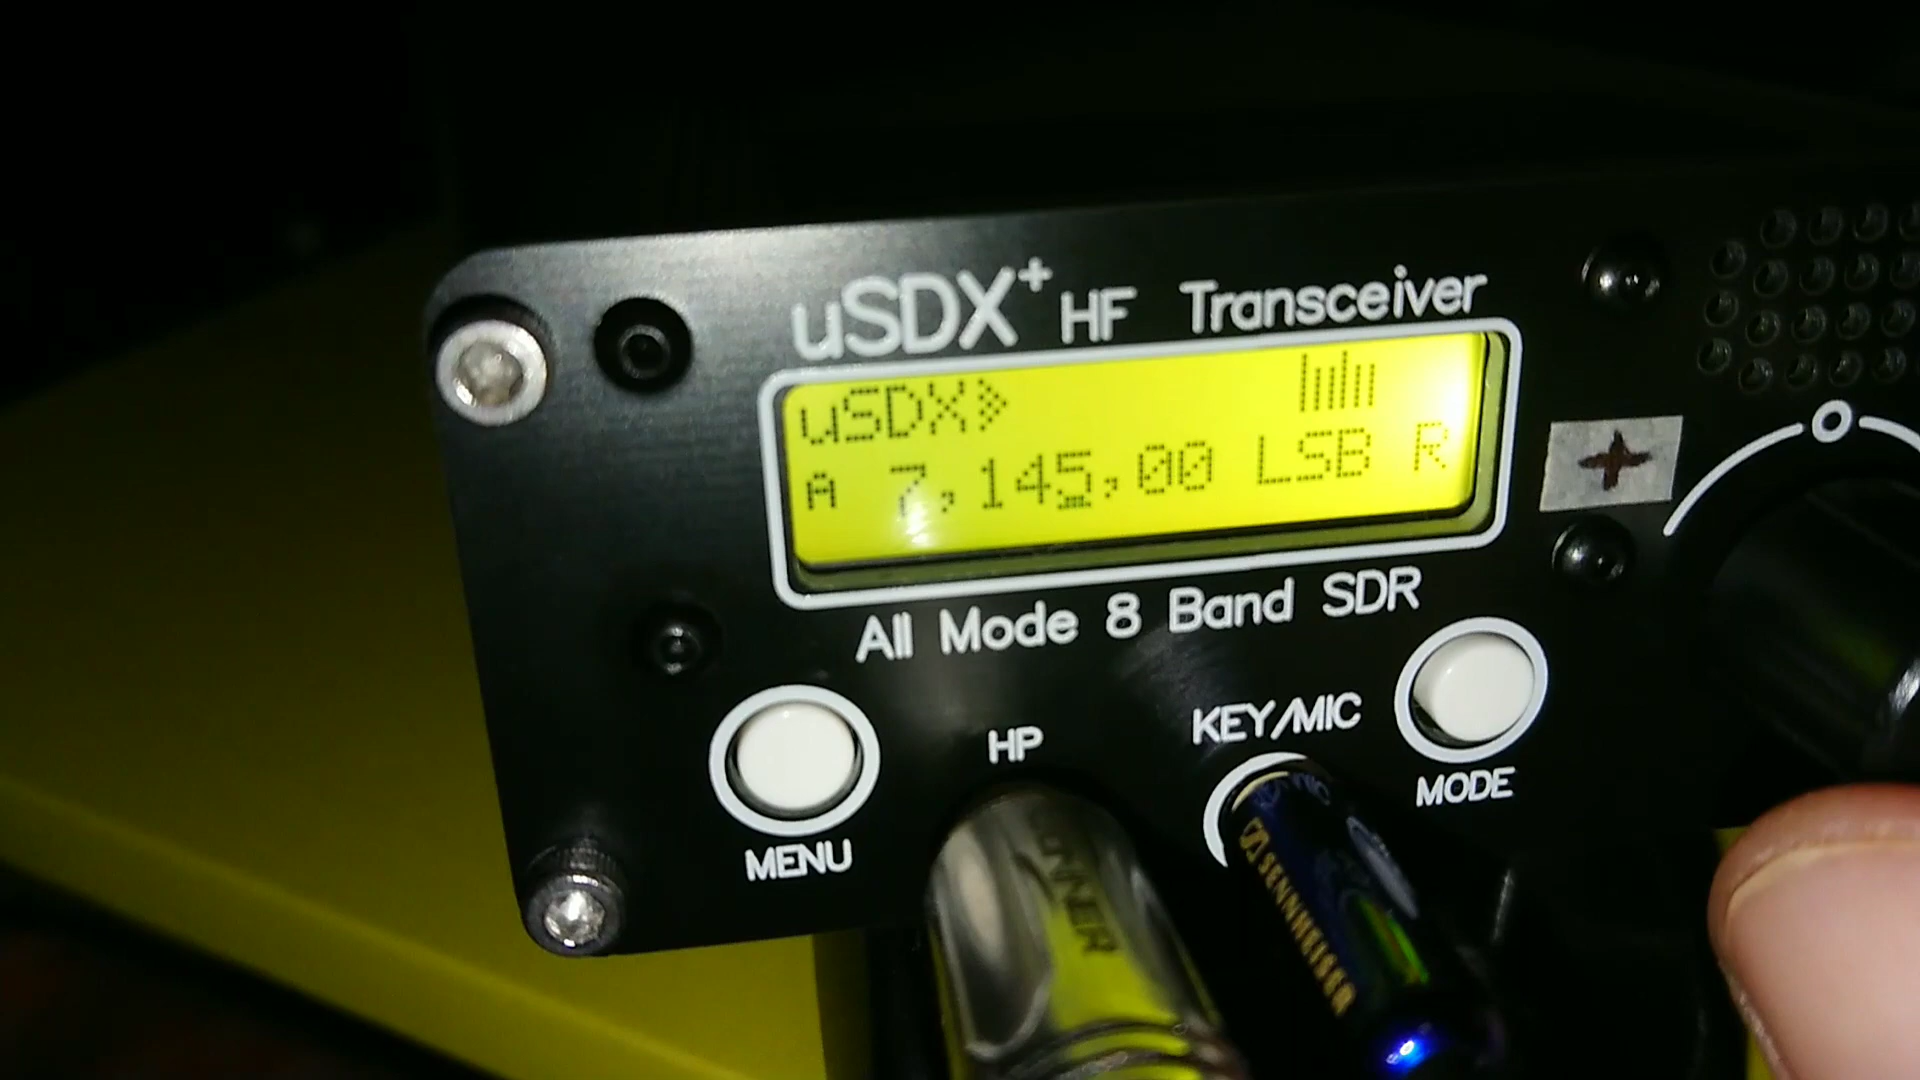 uSDX+ HF Transceiver
uSDX
A 7,145,00 LSB R
All Mode 8 Band SDR
HP
KEY/MIC
MENU
MODE
SENNHEISER